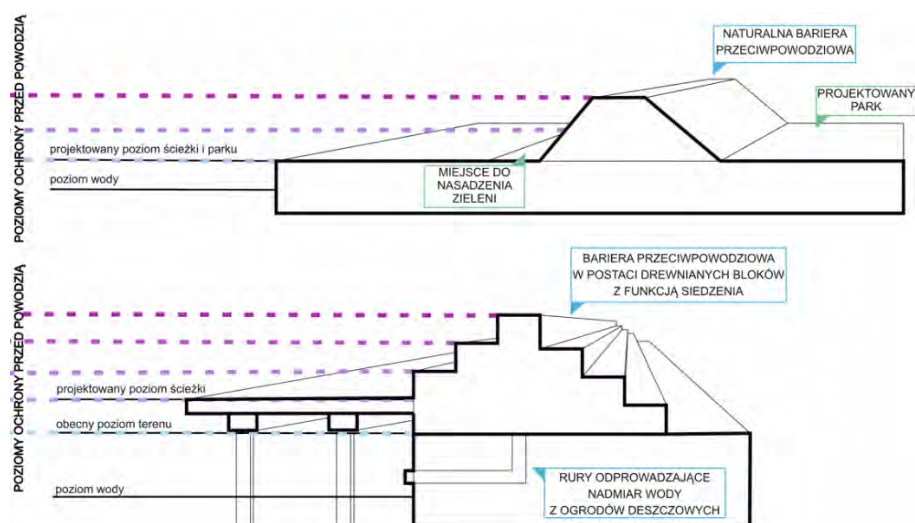 POZIOMY OCHRONY PRZED POWODZIĄ
NATURALNA BARIERA
PRZECIWPOWODZIOWA
PROJEKTOWANY
PARK
projektowany poziom ścieżki i parku
MIEJSCE DO
NASADZENIA
ZIELENI
poziom wody
POZIOMY OCHRONY PRZED POWODZIĄ
BARIERA PRZECIWPOWODZIOWA
W POSTACI DREWNIANYCH BLOKÓW
Z FUNKCJĄ SIEDZENIA
projektowany poziom ścieżki
obecny poziom terenu
poziom wody
RURY ODPROWADZAJĄCE
NADMIAR WODY
Z OGRODÓW DESZCZOWYCH